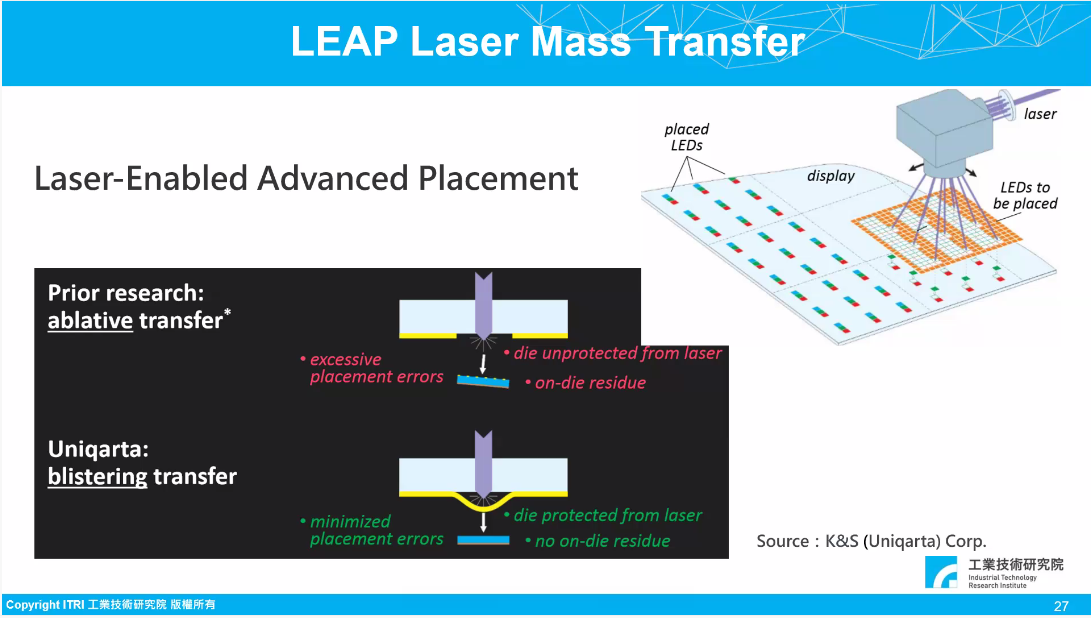 LEAP Laser Mass Transfer
Laser-Enabled Advanced Placement
placed
LEDs
display
laser
LEDs to
be placed
Prior research:
ablative transfer*
• excessive
placement errors
• die unprotected from laser
• on-die residue
Uniqarta:
blistering transfer
• minimized
placement errors
• die protected from laser
• no on-die residue
Source : K&S (Uniqarta) Corp.
工業技術研究院
Industrial Technology
Research Institute
Copyright ITRI 工業技術研究院 版權所有
27